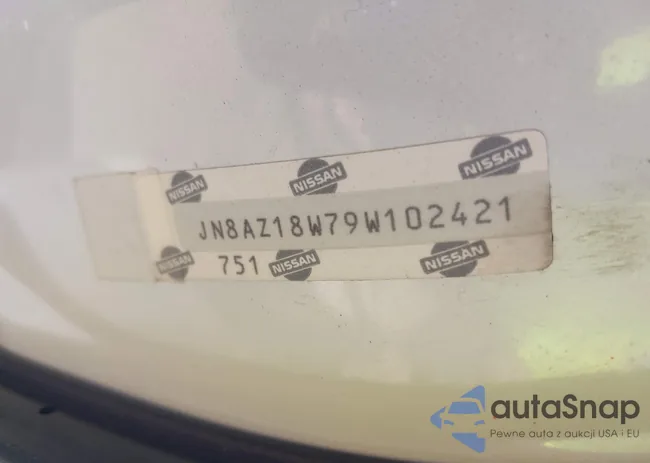 NISSAN NISSAN NISSAN
JN8AZ18W79W102421
NISSAN 751 NISSAN NISSAN
autaSnap
Pewne auta z aukcji USA i EU